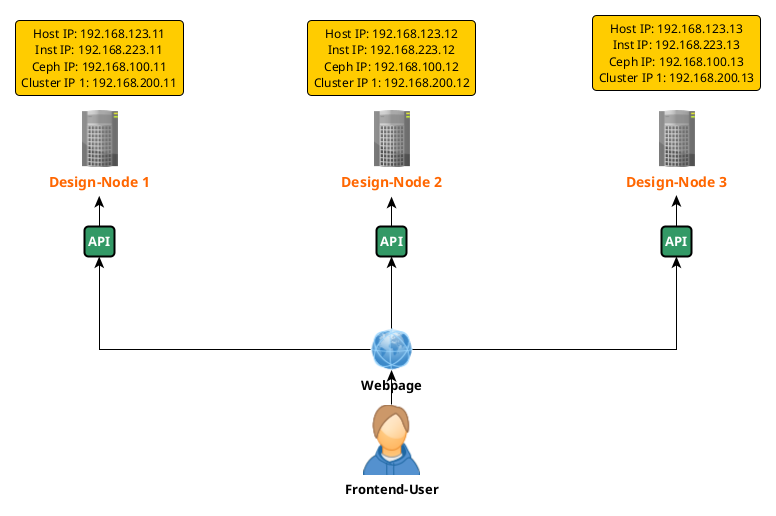 Host IP: 192.168.123.11
Inst IP: 192.168.223.11
Ceph IP: 192.168.100.11
Cluster IP 1: 192.168.200.11
Host IP: 192.168.123.12
Inst IP: 192.168.223.12
Ceph IP: 192.168.100.12
Cluster IP 1: 192.168.200.12
Host IP: 192.168.123.13
Inst IP: 192.168.223.13
Ceph IP: 192.168.100.13
Cluster IP 1: 192.168.200.13
Design-Node 1
Design-Node 2
Design-Node 3
API
API
API
Webpage
Frontend-User